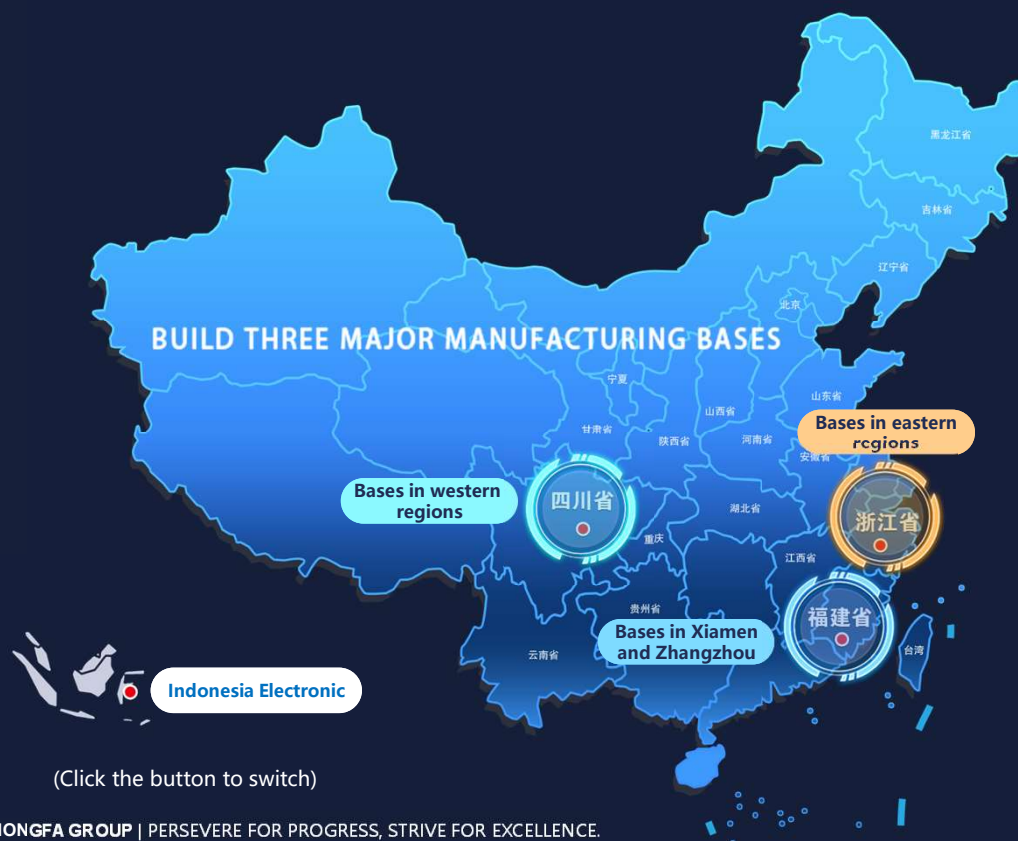 黑龙江省
吉林省
辽宁省
北京
BUILD THREE MAJOR MANUFACTURING BASES
宁夏
山东省
山西省
Bases in eastern
regions
甘肃省
陕西省
河南省
安徽省
Bases in western
regions
四川省
湖北省
浙江省
重庆
江西省
贵州省
福建省
Bases in Xiamen
and Zhangzhou
云南省
台湾
Indonesia Electronic
(Click the button to switch)
HONGFA GROUP | PERSEVERE FOR PROGRESS, STRIVE FOR EXCELLENCE.